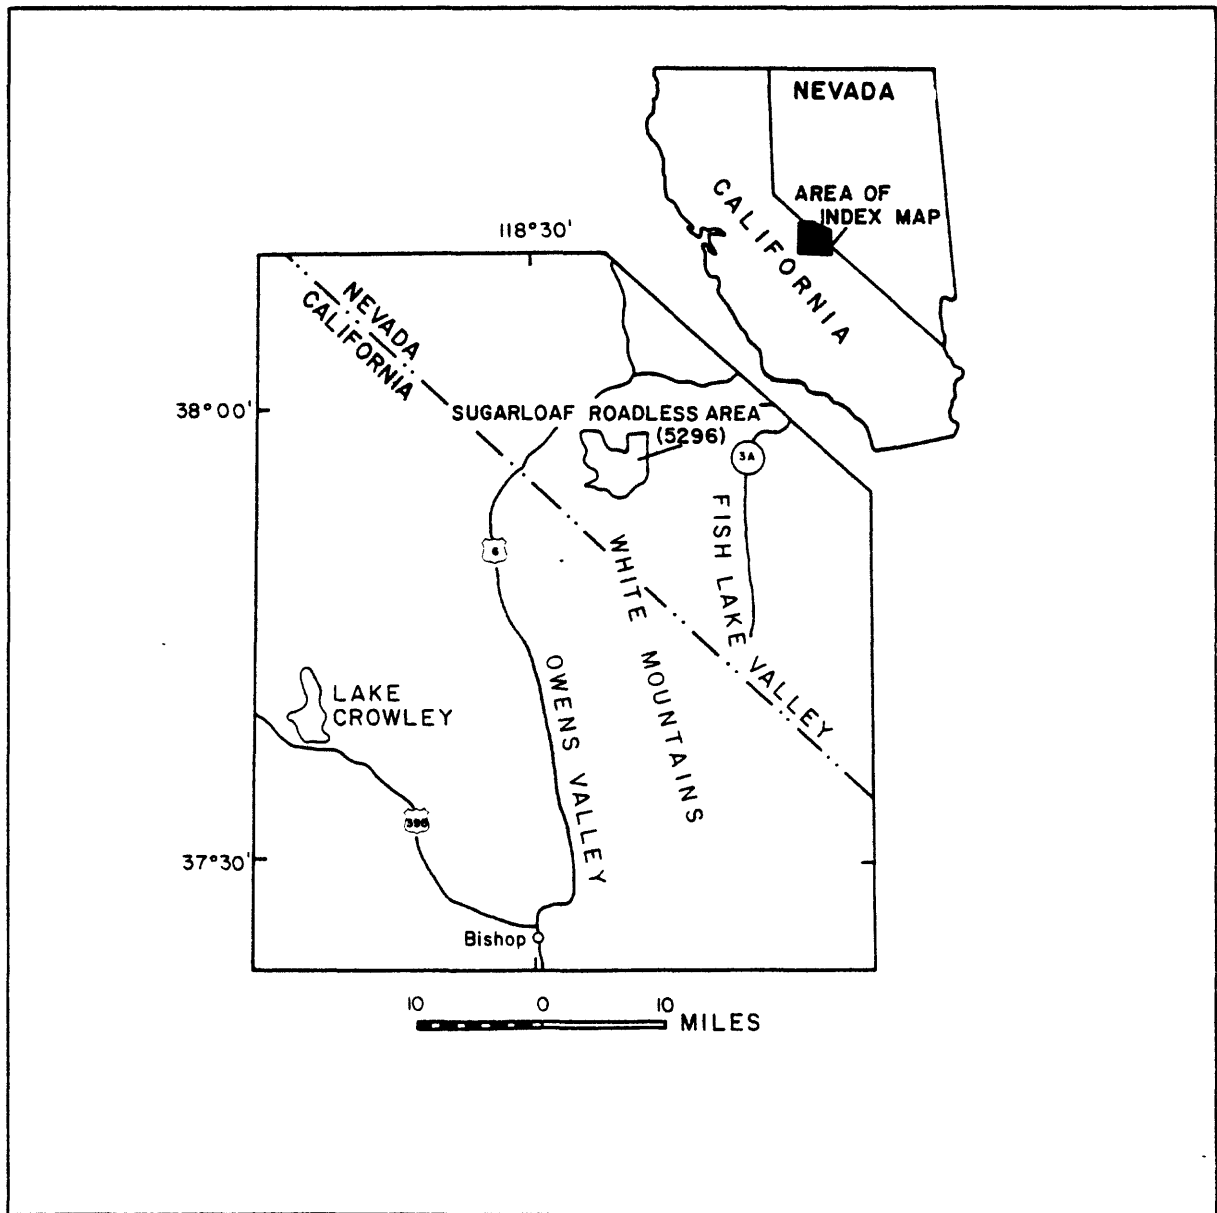 NEVADA
AREA OF
INDEX MAP
CALIFORNIA
118°30'
NEVADA
CALIFORNIA
38°00'
SUGARLOAF ROADLESS AREA
(5296)
3A
6
FISH LAKE VALLEY
WHITE MOUNTAINS
OWENS VALLEY
LAKE
CROWLEY
395
37°30'
Bishop
10 0 10
MILES